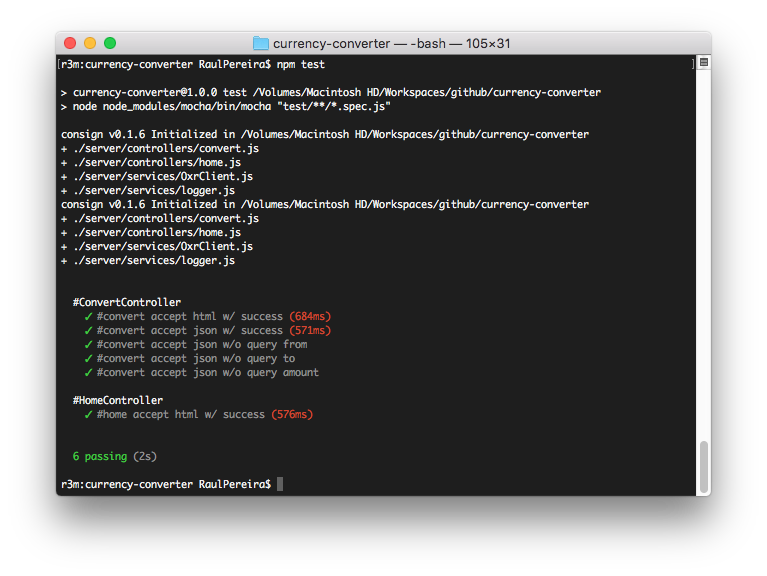 currency-converter — -bash — 105×31
[r3m:currency-converter RaulPereira$ npm test ]
> currency-converter@1.0.0 test /Volumes/Macintosh HD/Workspaces/github/currency-converter
> node node_modules/mocha/bin/mocha "test/**/*.spec.js"
consign v0.1.6 Initialized in /Volumes/Macintosh HD/Workspaces/github/currency-converter
+ ./server/controllers/convert.js
+ ./server/controllers/home.js
+ ./server/services/OxrClient.js
+ ./server/services/logger.js
consign v0.1.6 Initialized in /Volumes/Macintosh HD/Workspaces/github/currency-converter
+ ./server/controllers/convert.js
+ ./server/controllers/home.js
+ ./server/services/OxrClient.js
+ ./server/services/logger.js
#ConvertController
✓ #convert accept html w/ success (684ms)
✓ #convert accept json w/ success (571ms)
✓ #convert accept json w/o query from
✓ #convert accept json w/o query to
✓ #convert accept json w/o query amount
#HomeController
✓ #home accept html w/ success (576ms)
6 passing (2s)
r3m:currency-converter RaulPereira$